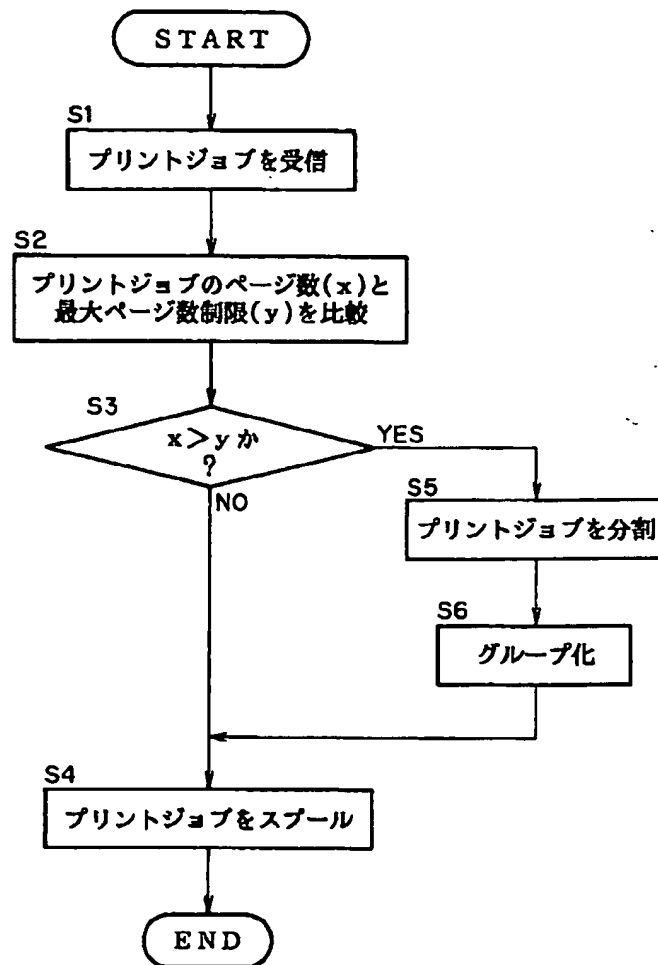 START
S1
プリントジョブを受信
S2
プリントジョブのページ数(x)と
最大ページ数制限(y)を比較
S3
x>yか
?
YES
NO
S5
プリントジョブを分割
S6
グループ化
S4
プリントジョブをスプール
END